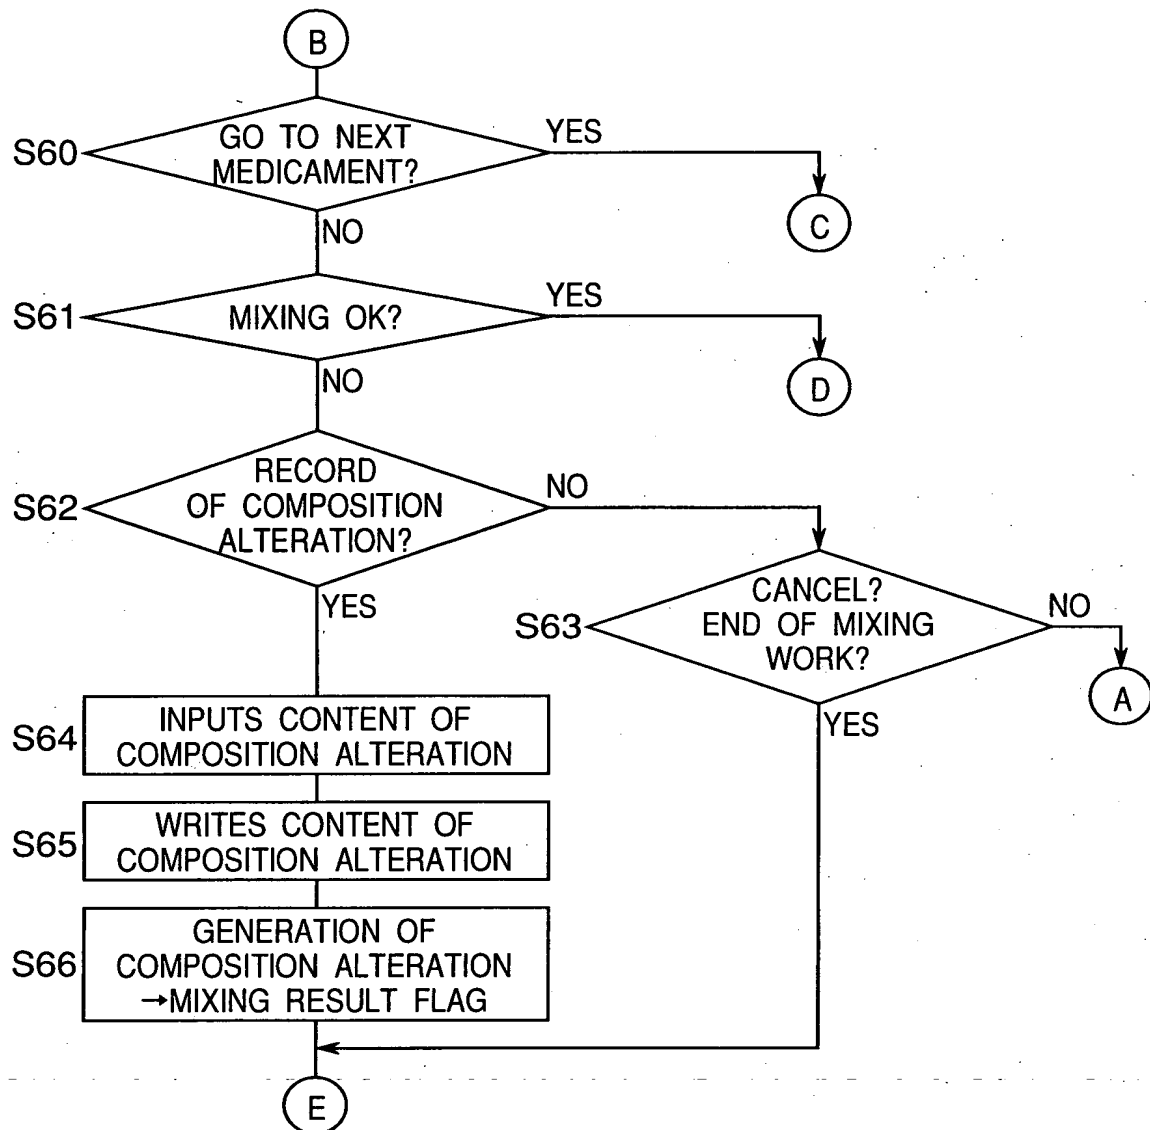 B
S60
GO TO NEXT
MEDICAMENT?
YES
C
NO
S61
MIXING OK?
YES
D
NO
S62
RECORD
OF COMPOSITION
ALTERATION?
NO
YES
S63
CANCEL?
END OF MIXING
WORK?
NO
A
YES
S64
INPUTS CONTENT OF
COMPOSITION ALTERATION
S65
WRITES CONTENT OF
COMPOSITION ALTERATION
S66
GENERATION OF
COMPOSITION ALTERATION
→MIXING RESULT FLAG
E